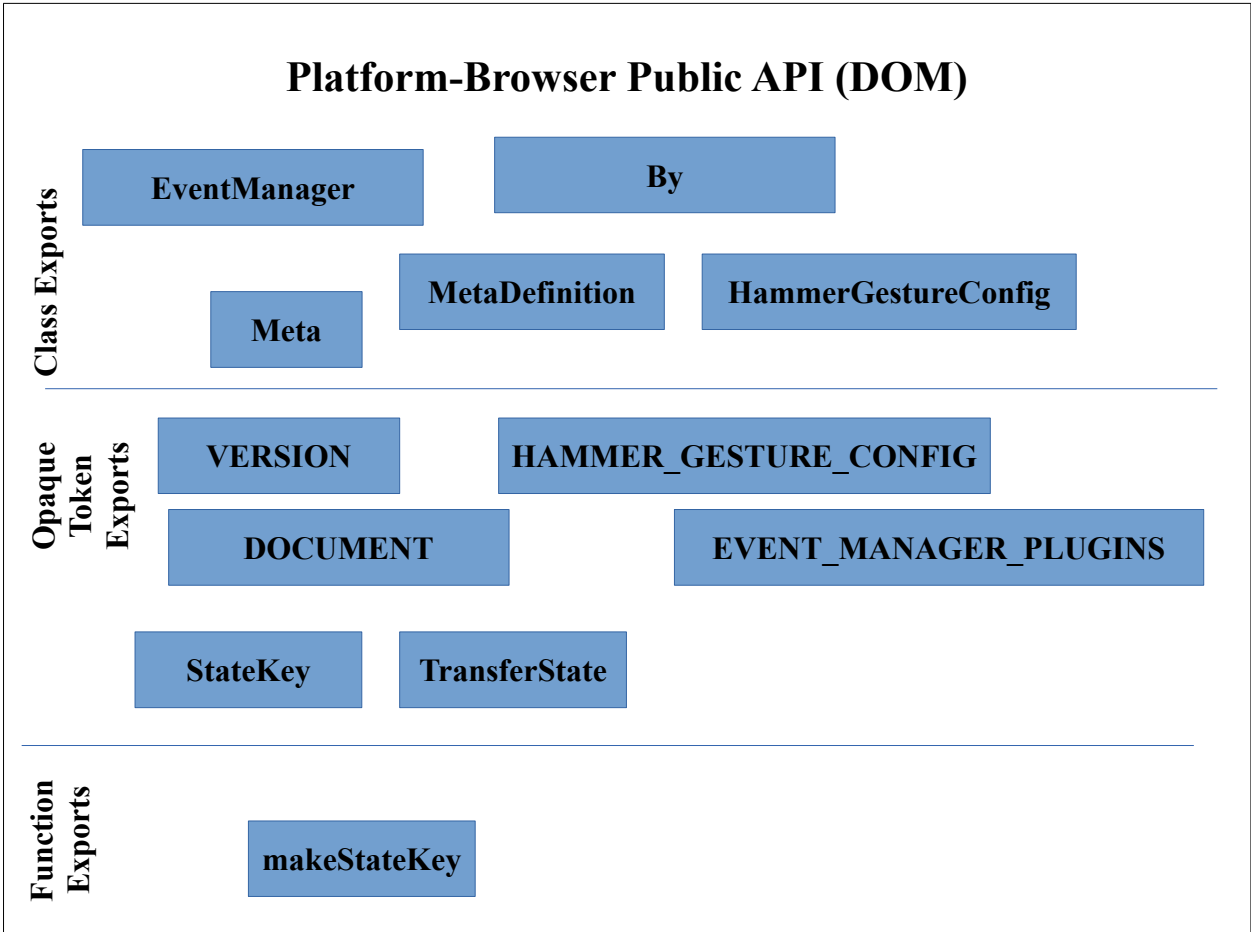 Platform-Browser Public API (DOM)
Class Exports
EventManager
By
MetaDefinition
HammerGestureConfig
Meta
Opaque
Token
Exports
VERSION
HAMMER_GESTURE_CONFIG
DOCUMENT
EVENT_MANAGER_PLUGINS
StateKey
TransferState
Function
Exports
makeStateKey